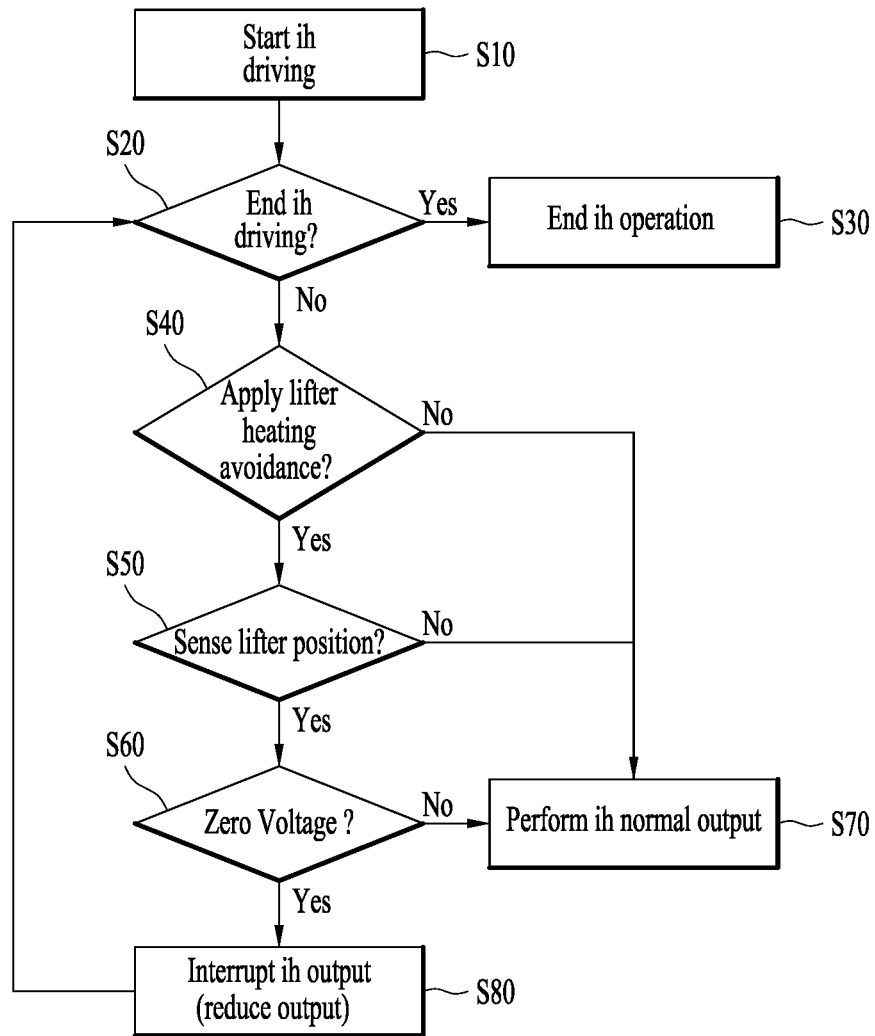 Start ih
driving
S10
S20
End ih
driving?
Yes
End ih operation
S30
No
S40
Apply lifter
heating
avoidance?
No
Yes
S50
Sense lifter position?
No
Yes
S60
Zero Voltage ?
No
Perform ih normal output
S70
Yes
Interrupt ih output
(reduce output)
S80